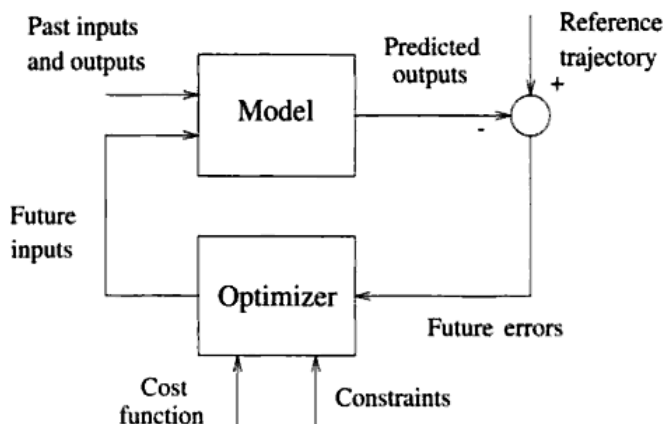 Past inputs
and outputs
Predicted
outputs
Reference
trajectory
+
Model
-
Future
inputs
Optimizer
Future errors
Cost
function
Constraints